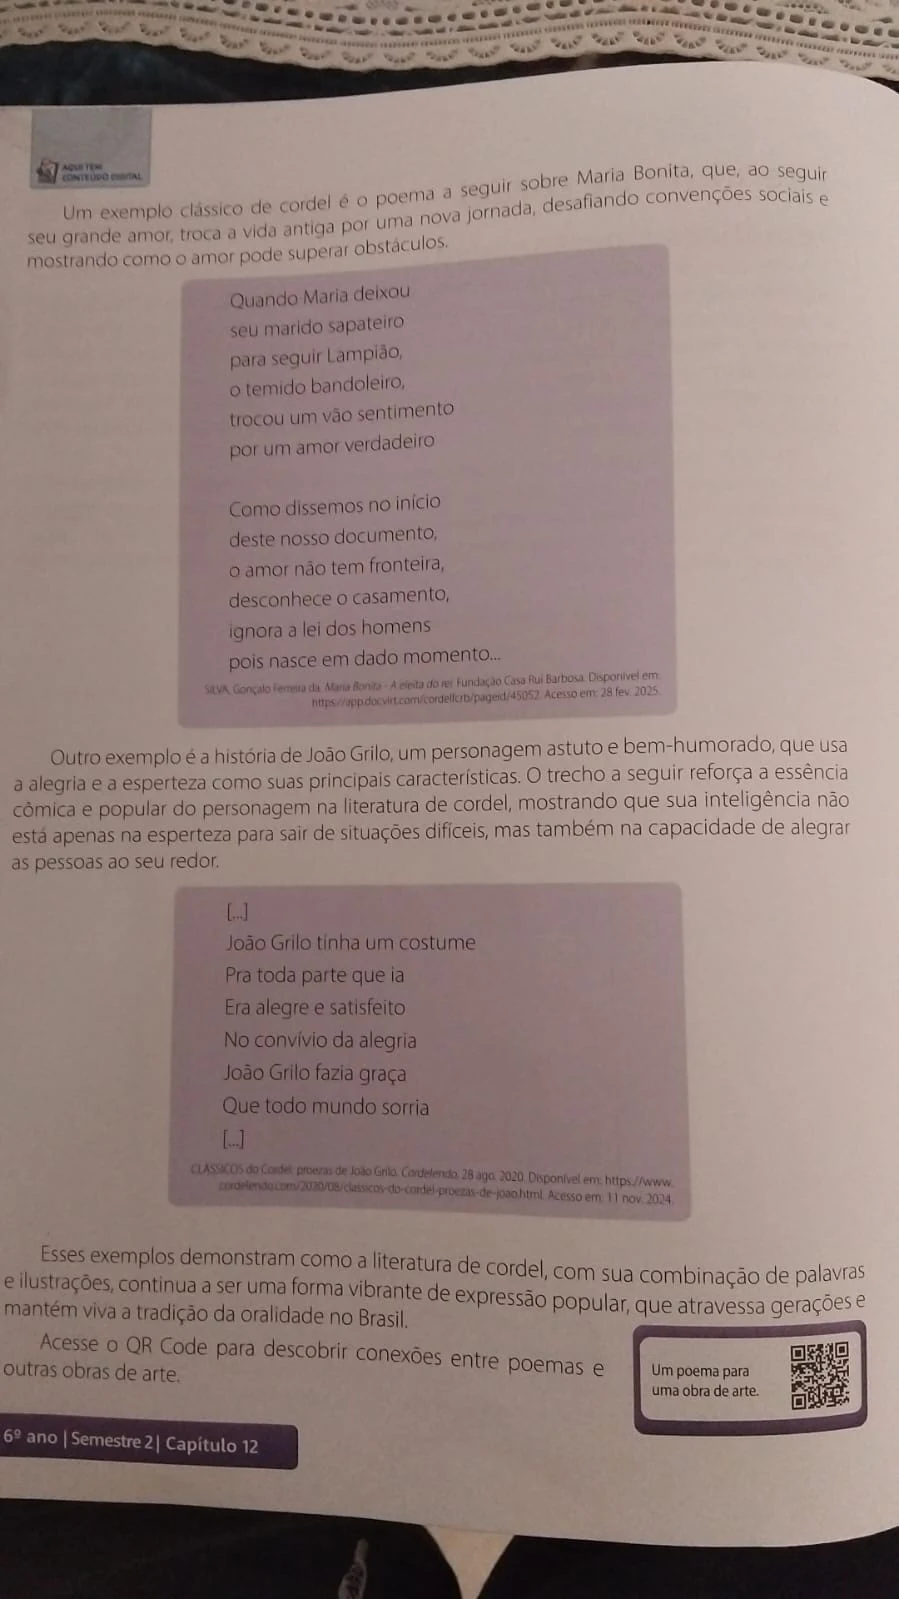 AQUI TEM
CONTEÚDO DIGITAL
Um exemplo clássico de cordel é o poema a seguir sobre Maria Bonita, que, ao seguir
seu grande amor, troca a vida antiga por uma nova jornada, desafiando convenções sociais e
mostrando como o amor pode superar obstáculos.
Quando Maria deixou
seu marido sapateiro
para seguir Lampião,
o temido bandoleiro,
trocou um vão sentimento
por um amor verdadeiro
Como dissemos no início
deste nosso documento,
o amor não tem fronteira,
desconhece o casamento,
ignora a lei dos homens
pois nasce em dado momento...
SILVA, Gonçalo Ferreira da. Maria Bonita - A eleita do rei. Fundação Casa Rui Barbosa. Disponível em:
https://app.docvirt.com/cordelfcrb/pageid/45052. Acesso em: 28 fev. 2025.
Outro exemplo é a história de João Grilo, um personagem astuto e bem-humorado, que usa
a alegria e a esperteza como suas principais características. O trecho a seguir reforça a essência
cômica e popular do personagem na literatura de cordel, mostrando que sua inteligência não
está apenas na esperteza para sair de situações difíceis, mas também na capacidade de alegrar
as pessoas ao seu redor.
[...]
João Grilo tinha um costume
Pra toda parte que ia
Era alegre e satisfeito
No convívio da alegria
João Grilo fazia graça
Que todo mundo sorria
[...]
CLÁSSICOS do Cordel: proezas de João Grilo. Cordelendo, 28 ago. 2020. Disponível em: https://www.
cordelendo.com/2020/08/classicos-do-cordel-proezas-de-joao.html. Acesso em: 11 nov. 2024.
Esses exemplos demonstram como a literatura de cordel, com sua combinação de palavras
e ilustrações, continua a ser uma forma vibrante de expressão popular, que atravessa gerações e
mantém viva a tradição da oralidade no Brasil.
Acesse o QR Code para descobrir conexões entre poemas e
outras obras de arte.
Um poema para
uma obra de arte.
6º ano | Semestre 2 | Capítulo 12